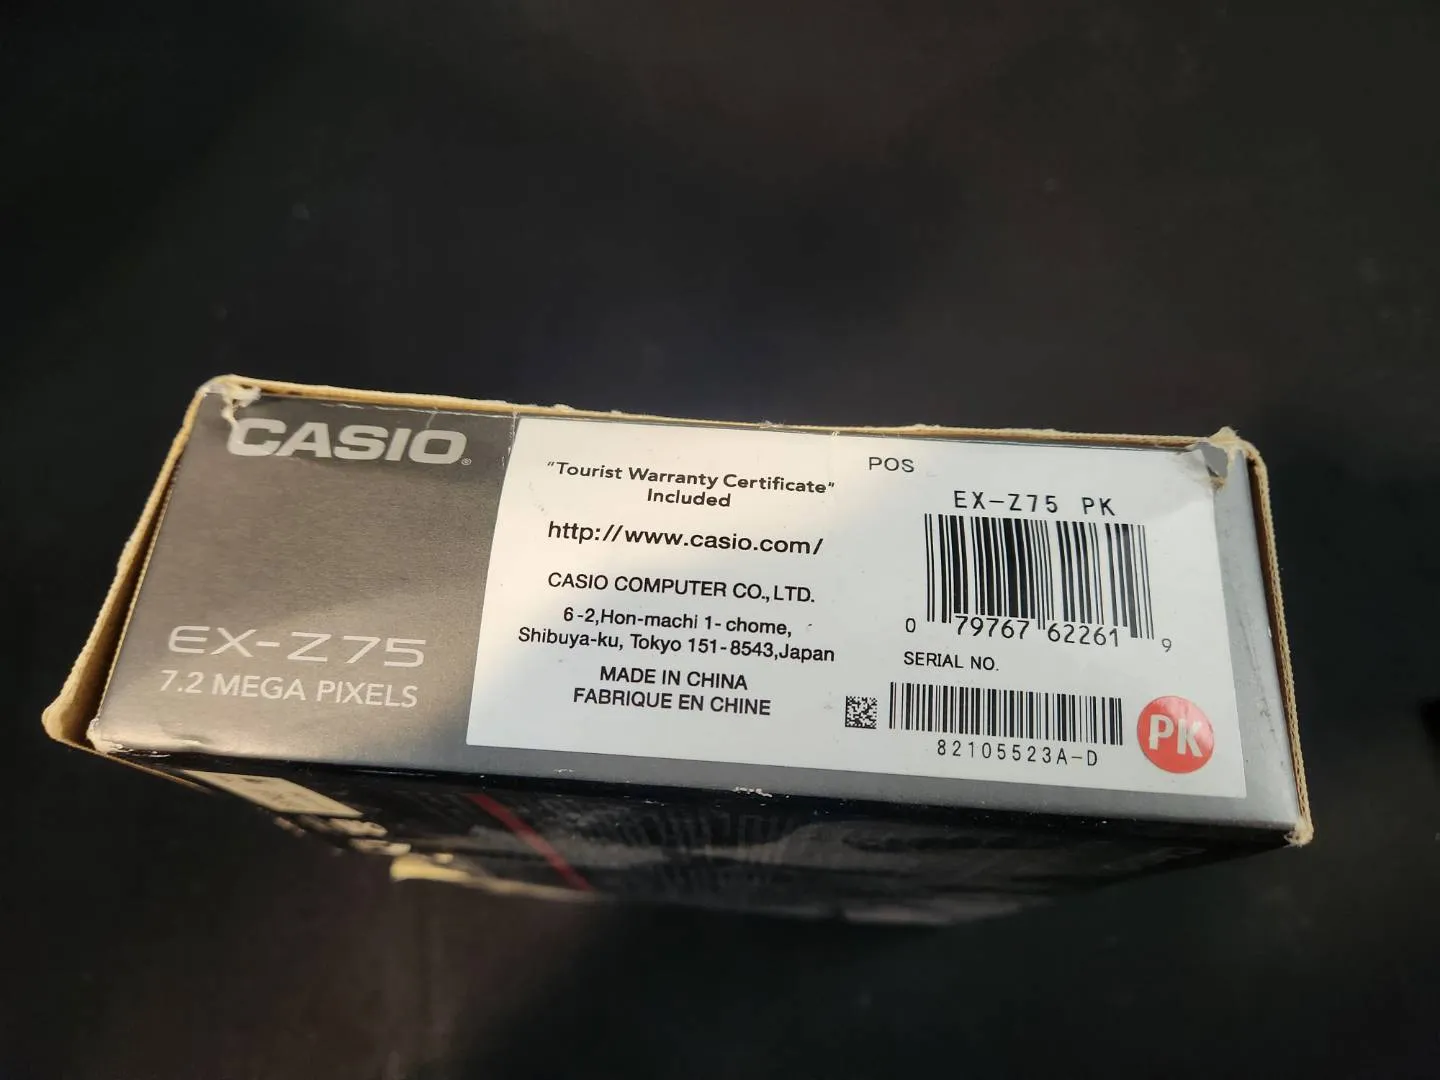 CASIO®
EX-Z75
7.2 MEGA PIXELS
"Tourist Warranty Certificate"
Included
http://www.casio.com/
CASIO COMPUTER CO.,LTD.
6-2,Hon-machi 1- chome,
Shibuya-ku, Tokyo 151-8543,Japan
MADE IN CHINA
FABRIQUE EN CHINE
POS
EX-Z75 PK
0 79767 62261 9
SERIAL NO.
82105523A-D
PK